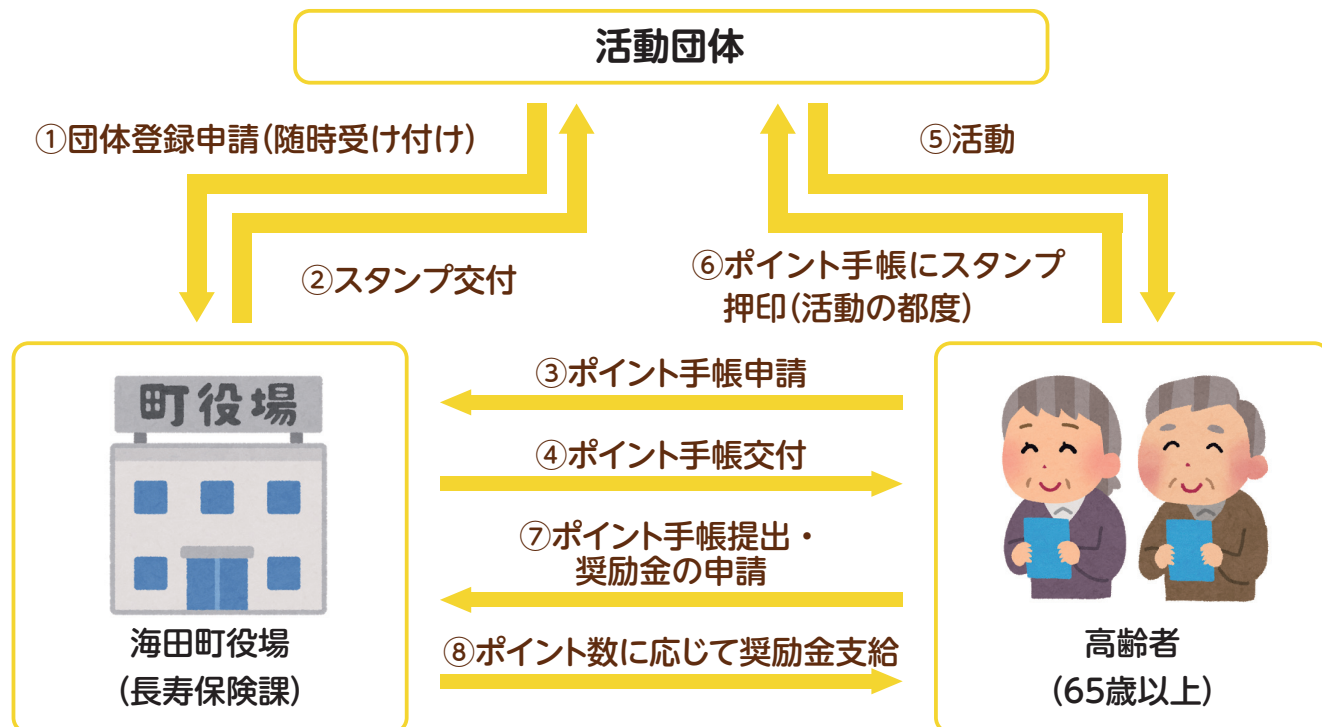 活動団体
①団体登録申請(随時受け付け)
⑤活動
②スタンプ交付
⑥ポイント手帳にスタンプ
押印(活動の都度)
③ポイント手帳申請
町役場
④ポイント手帳交付
⑦ポイント手帳提出・
奨励金の申請
⑧ポイント数に応じて奨励金支給
海田町役場
(長寿保険課)
高齢者
(65歳以上)